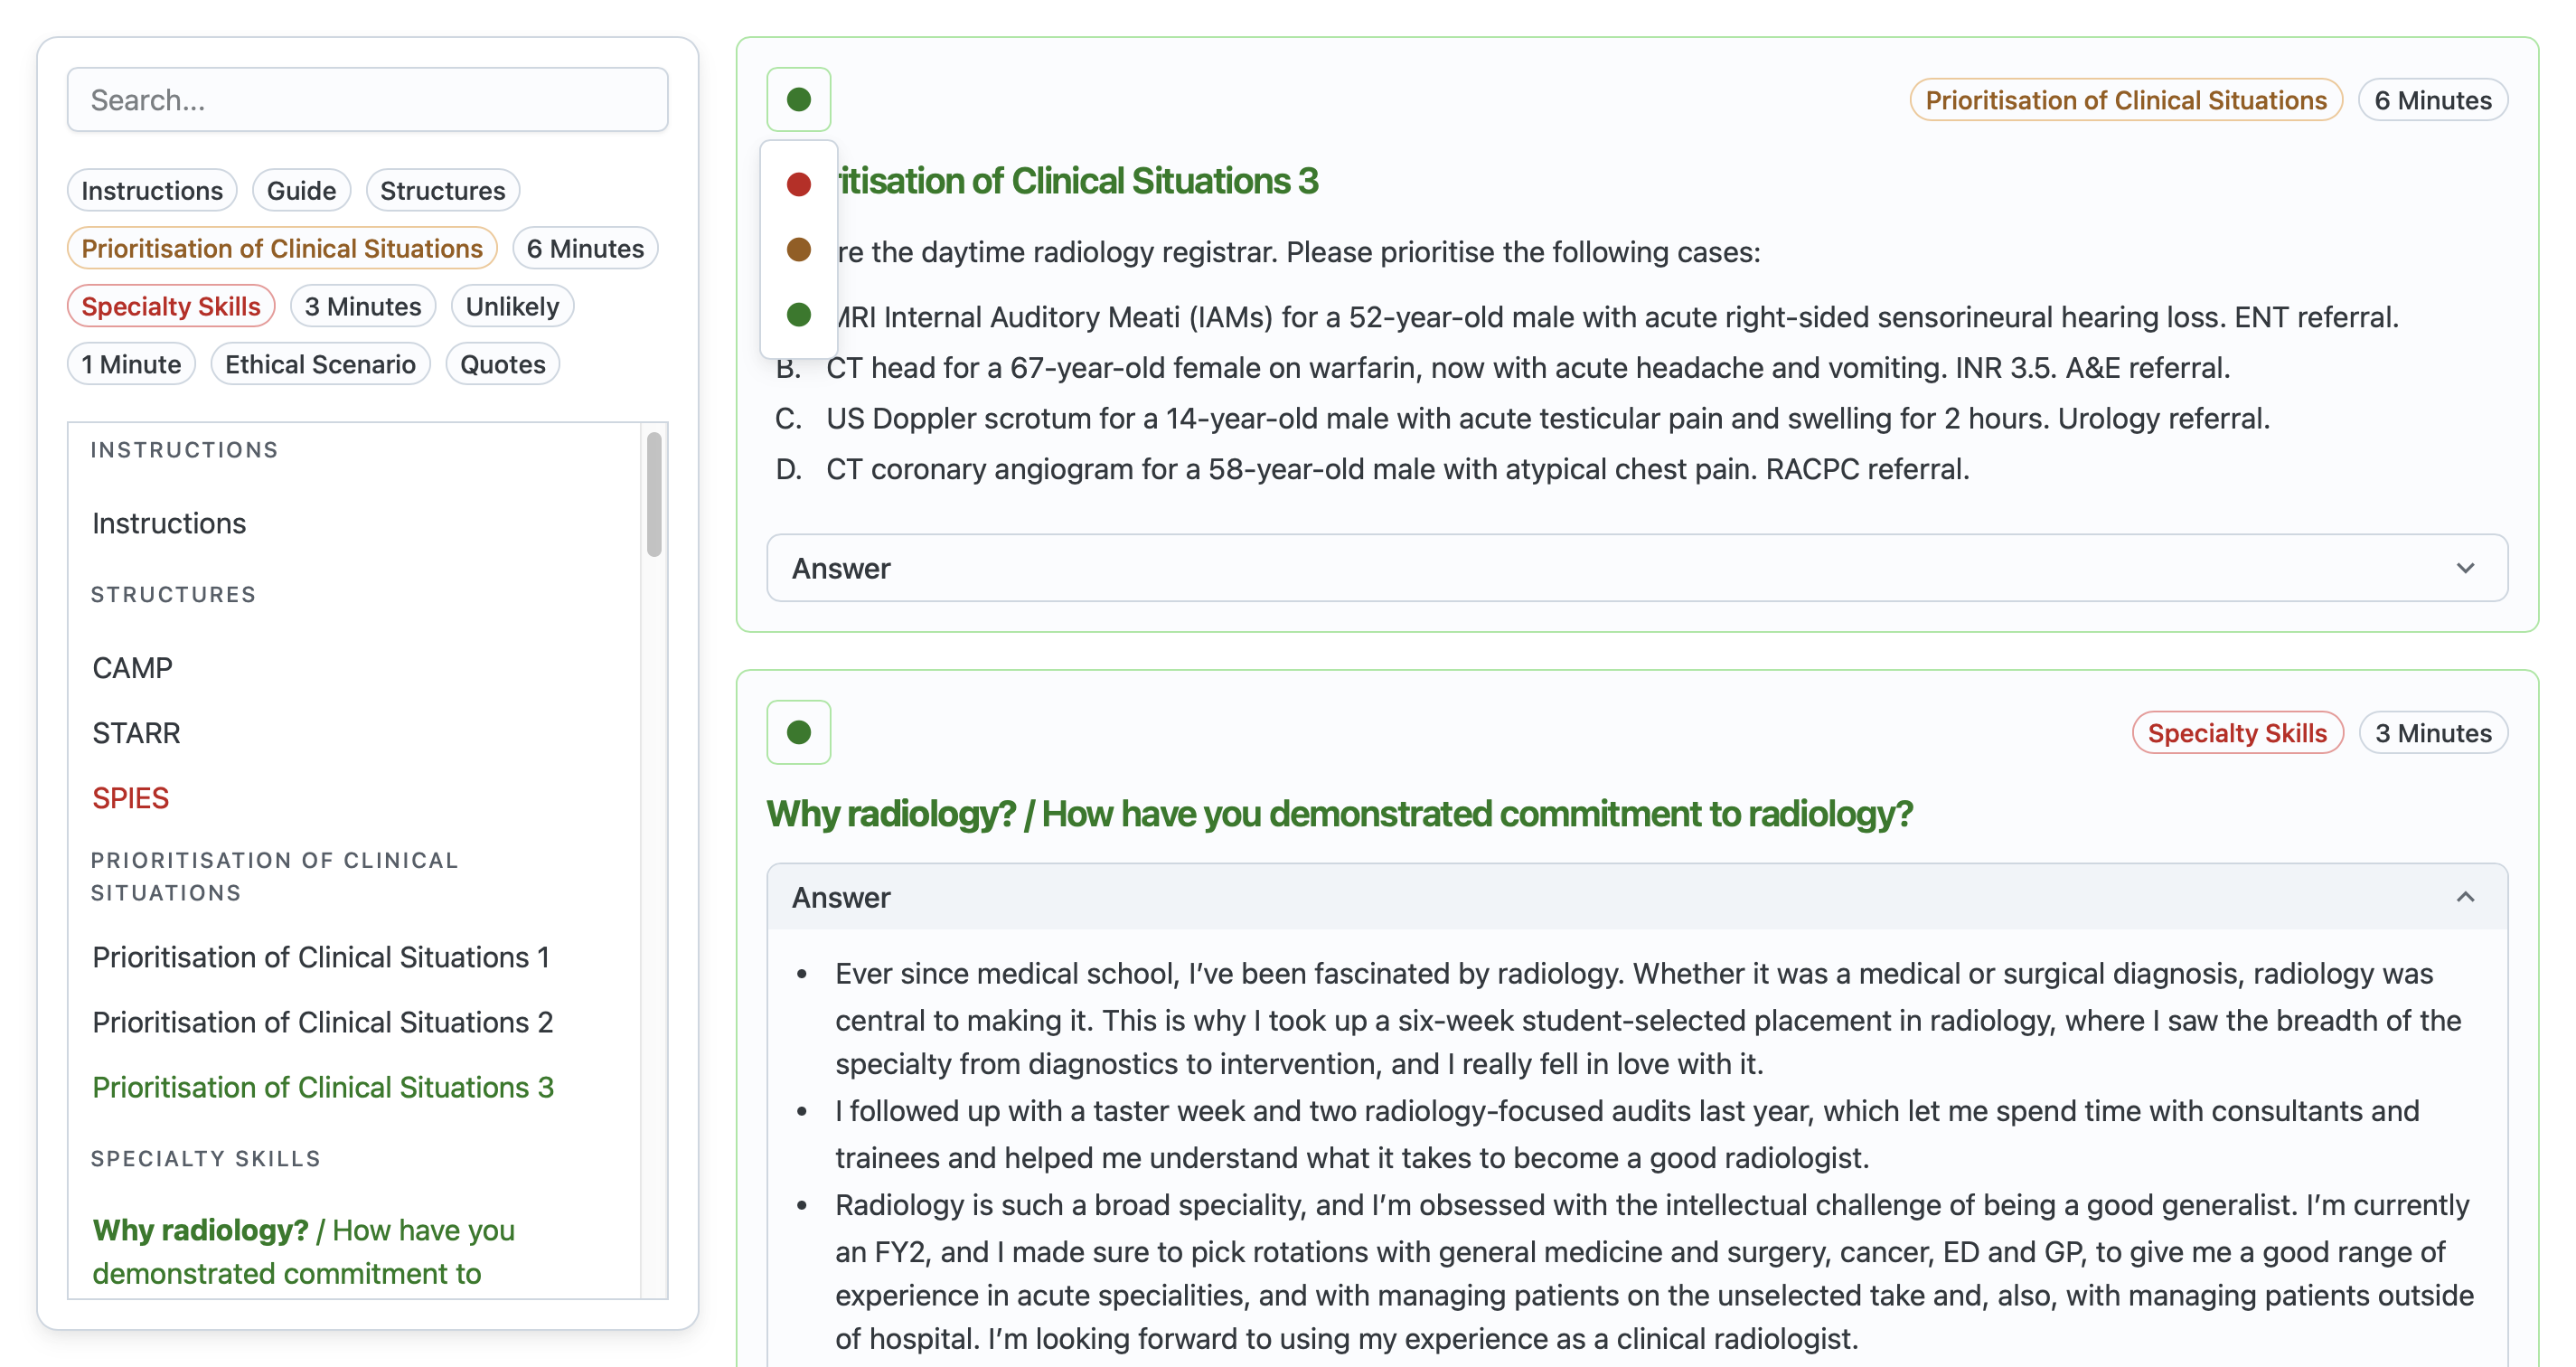 Search...
Instructions Guide Structures
Prioritisation of Clinical Situations 6 Minutes
Specialty Skills 3 Minutes Unlikely
1 Minute Ethical Scenario Quotes
INSTRUCTIONS
Instructions
STRUCTURES
CAMP
STARR
SPIES
PRIORITISATION OF CLINICAL
SITUATIONS
Prioritisation of Clinical Situations 1
Prioritisation of Clinical Situations 2
Prioritisation of Clinical Situations 3
SPECIALTY SKILLS
Why radiology? / How have you
demonstrated commitment to
Prioritisation of Clinical Situations 6 Minutes
ritisation of Clinical Situations 3
re the daytime radiology registrar. Please prioritise the following cases:
MRI Internal Auditory Meati (IAMs) for a 52-year-old male with acute right-sided sensorineural hearing loss. ENT referral.
B. CT head for a 67-year-old female on warfarin, now with acute headache and vomiting. INR 3.5. A&E referral.
C. US Doppler scrotum for a 14-year-old male with acute testicular pain and swelling for 2 hours. Urology referral.
D. CT coronary angiogram for a 58-year-old male with atypical chest pain. RACPC referral.
Answer
Specialty Skills 3 Minutes
Why radiology? / How have you demonstrated commitment to radiology?
Answer
• Ever since medical school, I’ve been fascinated by radiology. Whether it was a medical or surgical diagnosis, radiology was
central to making it. This is why I took up a six-week student-selected placement in radiology, where I saw the breadth of the
specialty from diagnostics to intervention, and I really fell in love with it.
• I followed up with a taster week and two radiology-focused audits last year, which let me spend time with consultants and
trainees and helped me understand what it takes to become a good radiologist.
• Radiology is such a broad speciality, and I’m obsessed with the intellectual challenge of being a good generalist. I’m currently
an FY2, and I made sure to pick rotations with general medicine and surgery, cancer, ED and GP, to give me a good range of
experience in acute specialities, and with managing patients on the unselected take and, also, with managing patients outside
of hospital. I’m looking forward to using my experience as a clinical radiologist.